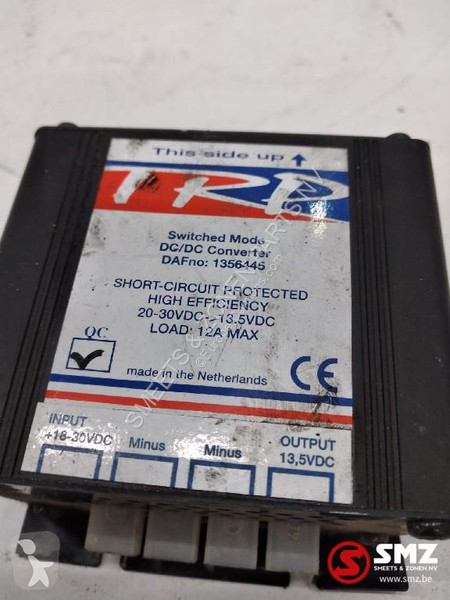 This side up ↑
TRP
Switched Mode
DC/DC Converter
DAFno: 1356445
SHORT-CIRCUIT PROTECTED
HIGH EFFICIENCY
20-30VDC - 13.5VDC
LOAD: 12A MAX
QC
CE
made in the Netherlands
INPUT
+18-30VDC
Minus
Minus
OUTPUT
13,5VDC
SMZ
SMEETS & ZONEN NV
www.smz.be